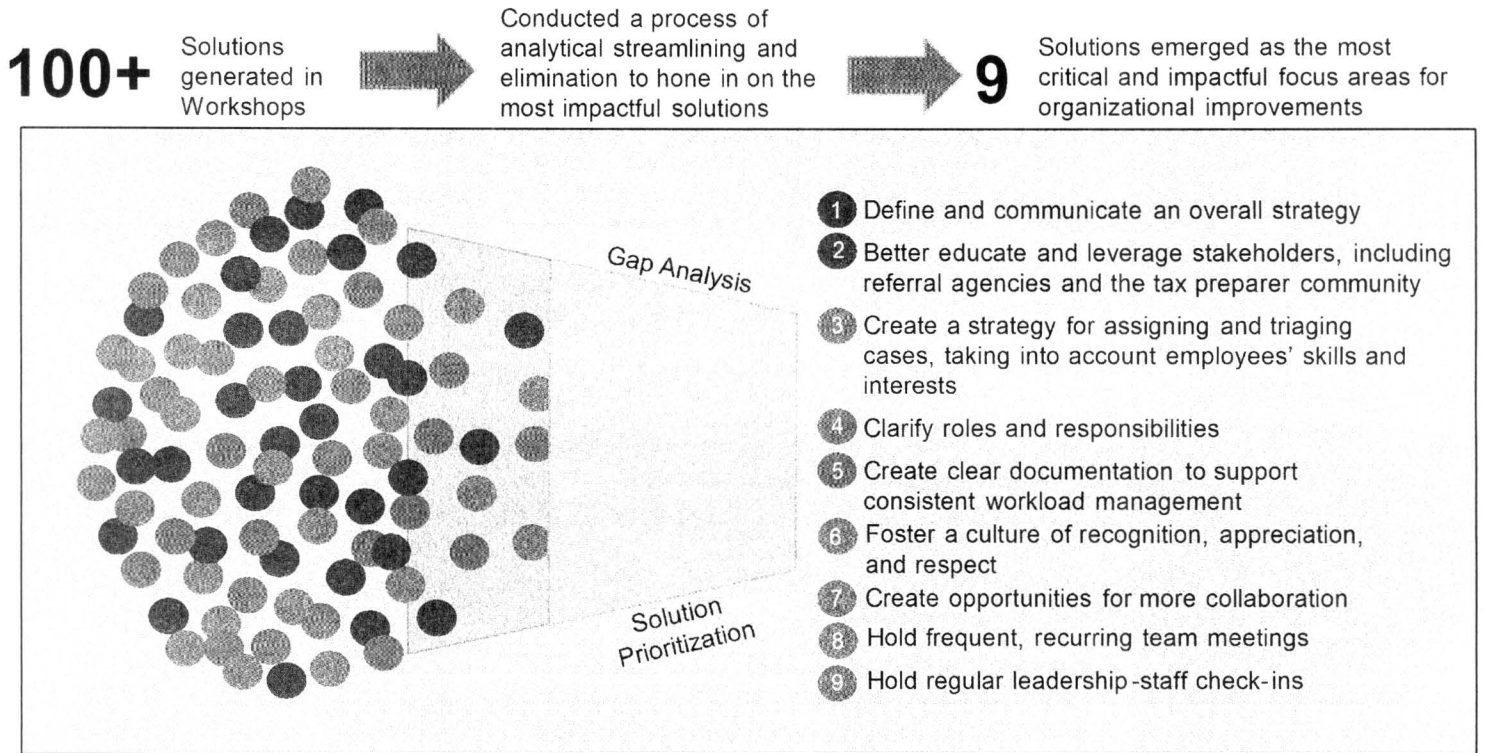 100+
Solutions
generated in
Workshops
Conducted a process of
analytical streamlining and
elimination to hone in on the
most impactful solutions
9
Solutions emerged as the most
critical and impactful focus areas for
organizational improvements
Gap Analysis
Solution
Prioritization
1 Define and communicate an overall strategy
2 Better educate and leverage stakeholders, including
referral agencies and the tax preparer community
3 Create a strategy for assigning and triaging
cases, taking into account employees' skills and
interests
4 Clarify roles and responsibilities
5 Create clear documentation to support
consistent workload management
6 Foster a culture of recognition, appreciation,
and respect
7 Create opportunities for more collaboration
8 Hold frequent, recurring team meetings
9 Hold regular leadership-staff check-ins